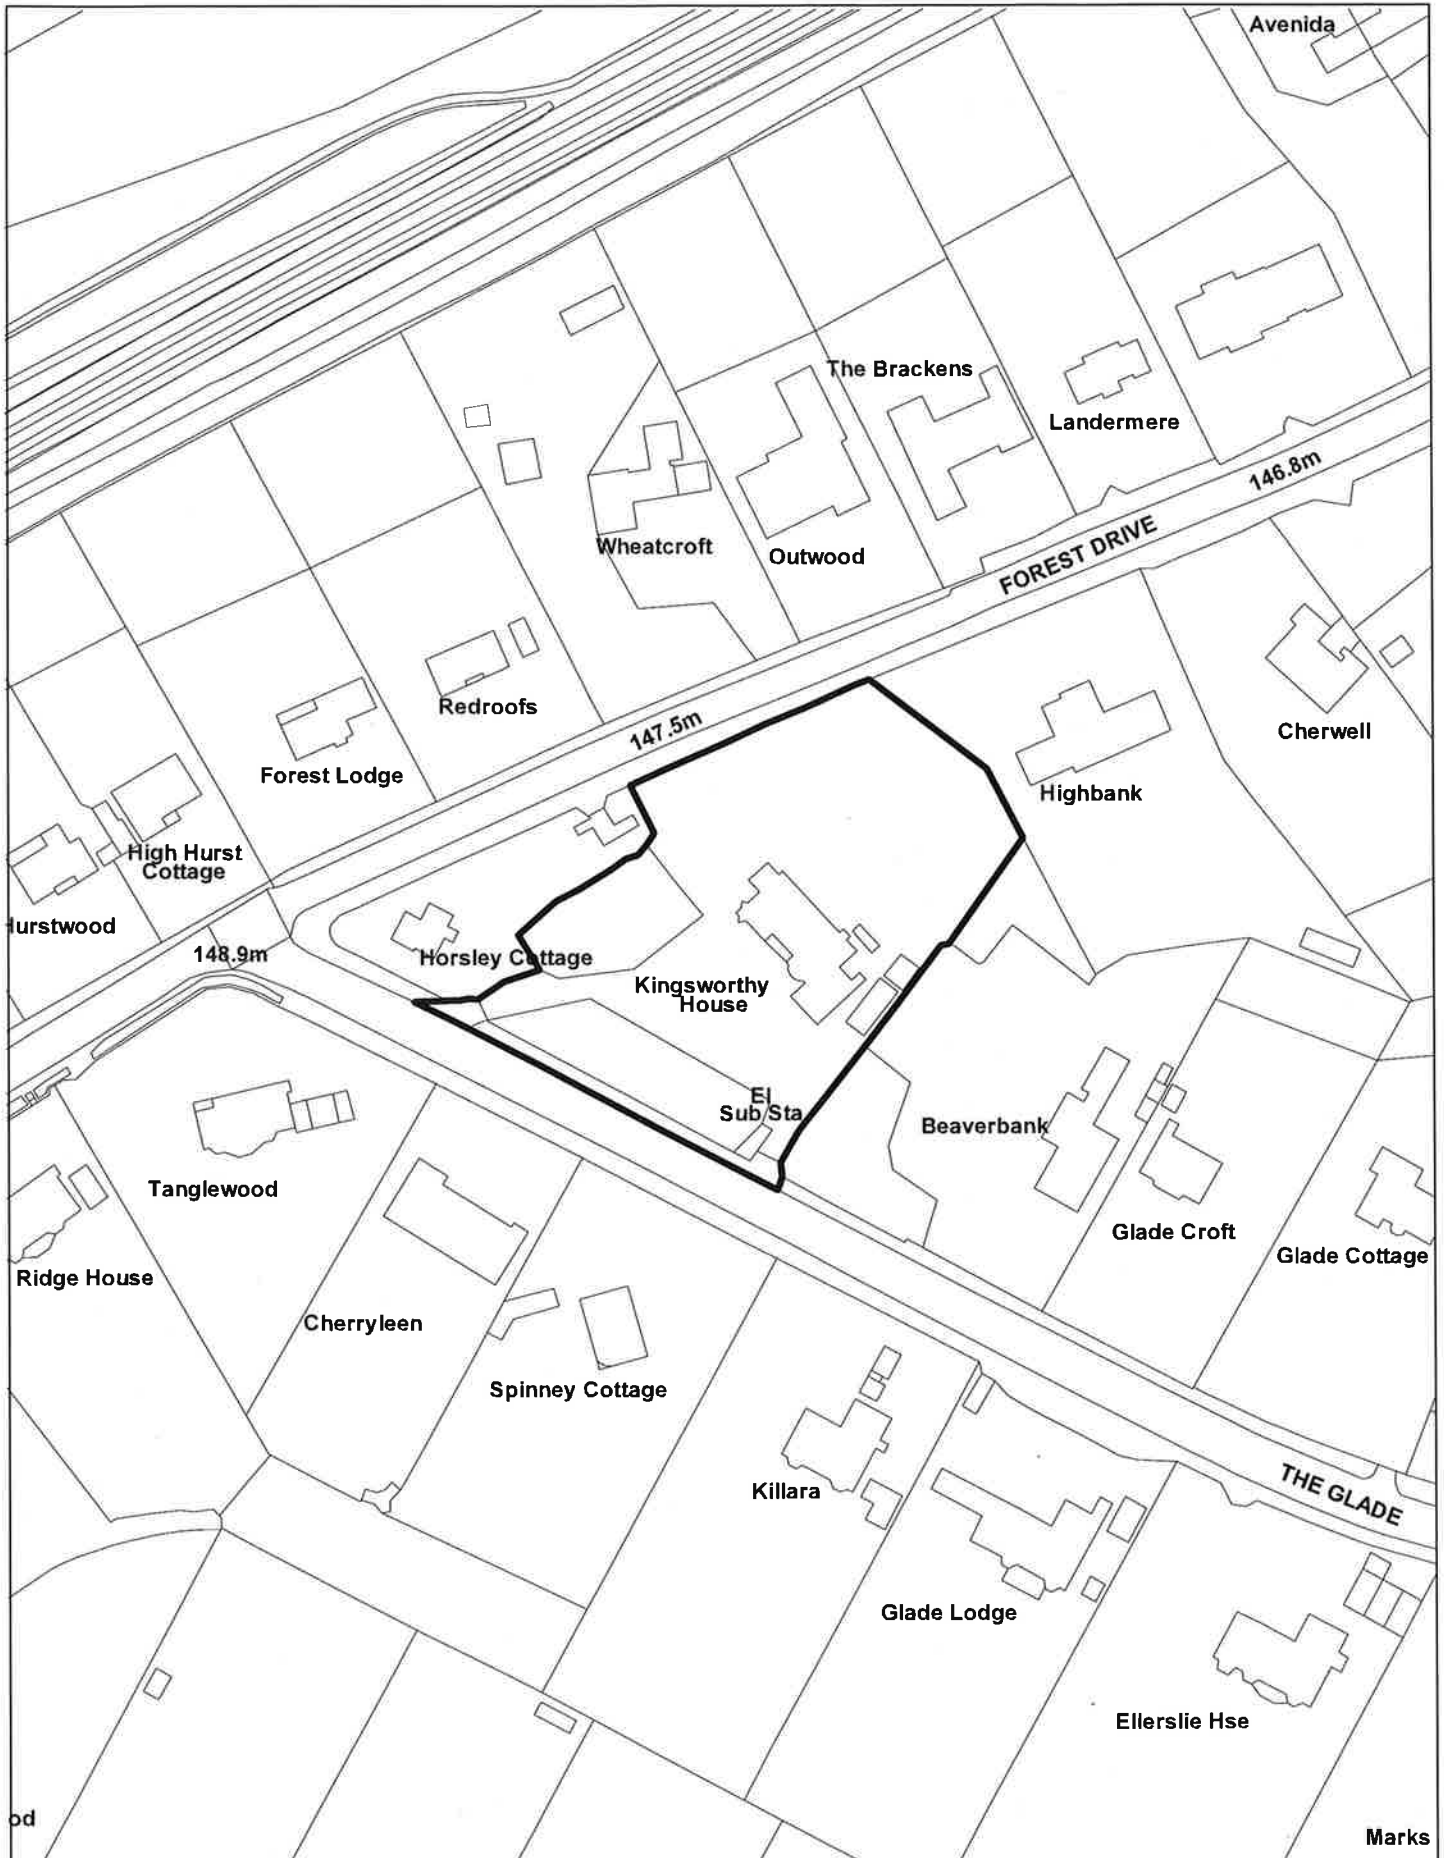 Avenida
The Brackens
Landermere
146.8m
Wheatcroft
Outwood
FOREST DRIVE
Redroofs
147.5m
Cherwell
Forest Lodge
Highbank
High Hurst
Cottage
Hurstwood
148.9m
Horsley Cottage
Kingsworthy
House
El
Sub Sta
Beaverbank
Tanglewood
Glade Croft
Glade Cottage
Ridge House
Cherryleen
Spinney Cottage
Killara
THE GLADE
Glade Lodge
Ellerslie Hse
od
Marks